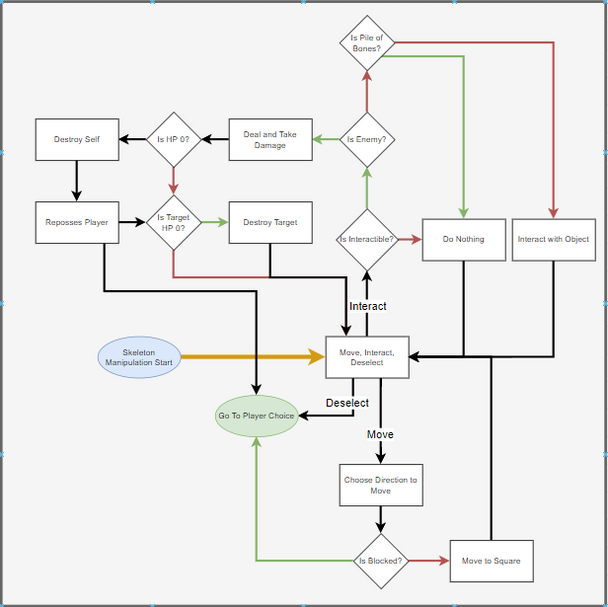 Is Pile of
Bones?
Destroy Self
Is HP 0?
Deal and Take
Damage
Is Enemy?
Reposses Player
Is Target
HP 0?
Destroy Target
Is Interactible?
Do Nothing
Interact with Object
Interact
Skeleton
Manipulation Start
Move, Interact,
Deselect
Deselect
Go To Player Choice
Move
Choose Direction to
Move
Is Blocked?
Move to Square